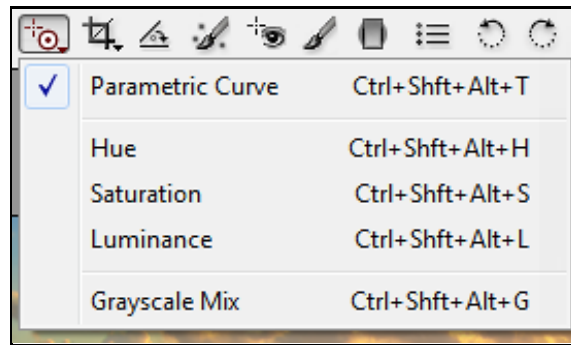 Parametric Curve Ctrl+Shft+Alt+T
Hue Ctrl+Shft+Alt+H
Saturation Ctrl+Shft+Alt+S
Luminance Ctrl+Shft+Alt+L
Grayscale Mix Ctrl+Shft+Alt+G